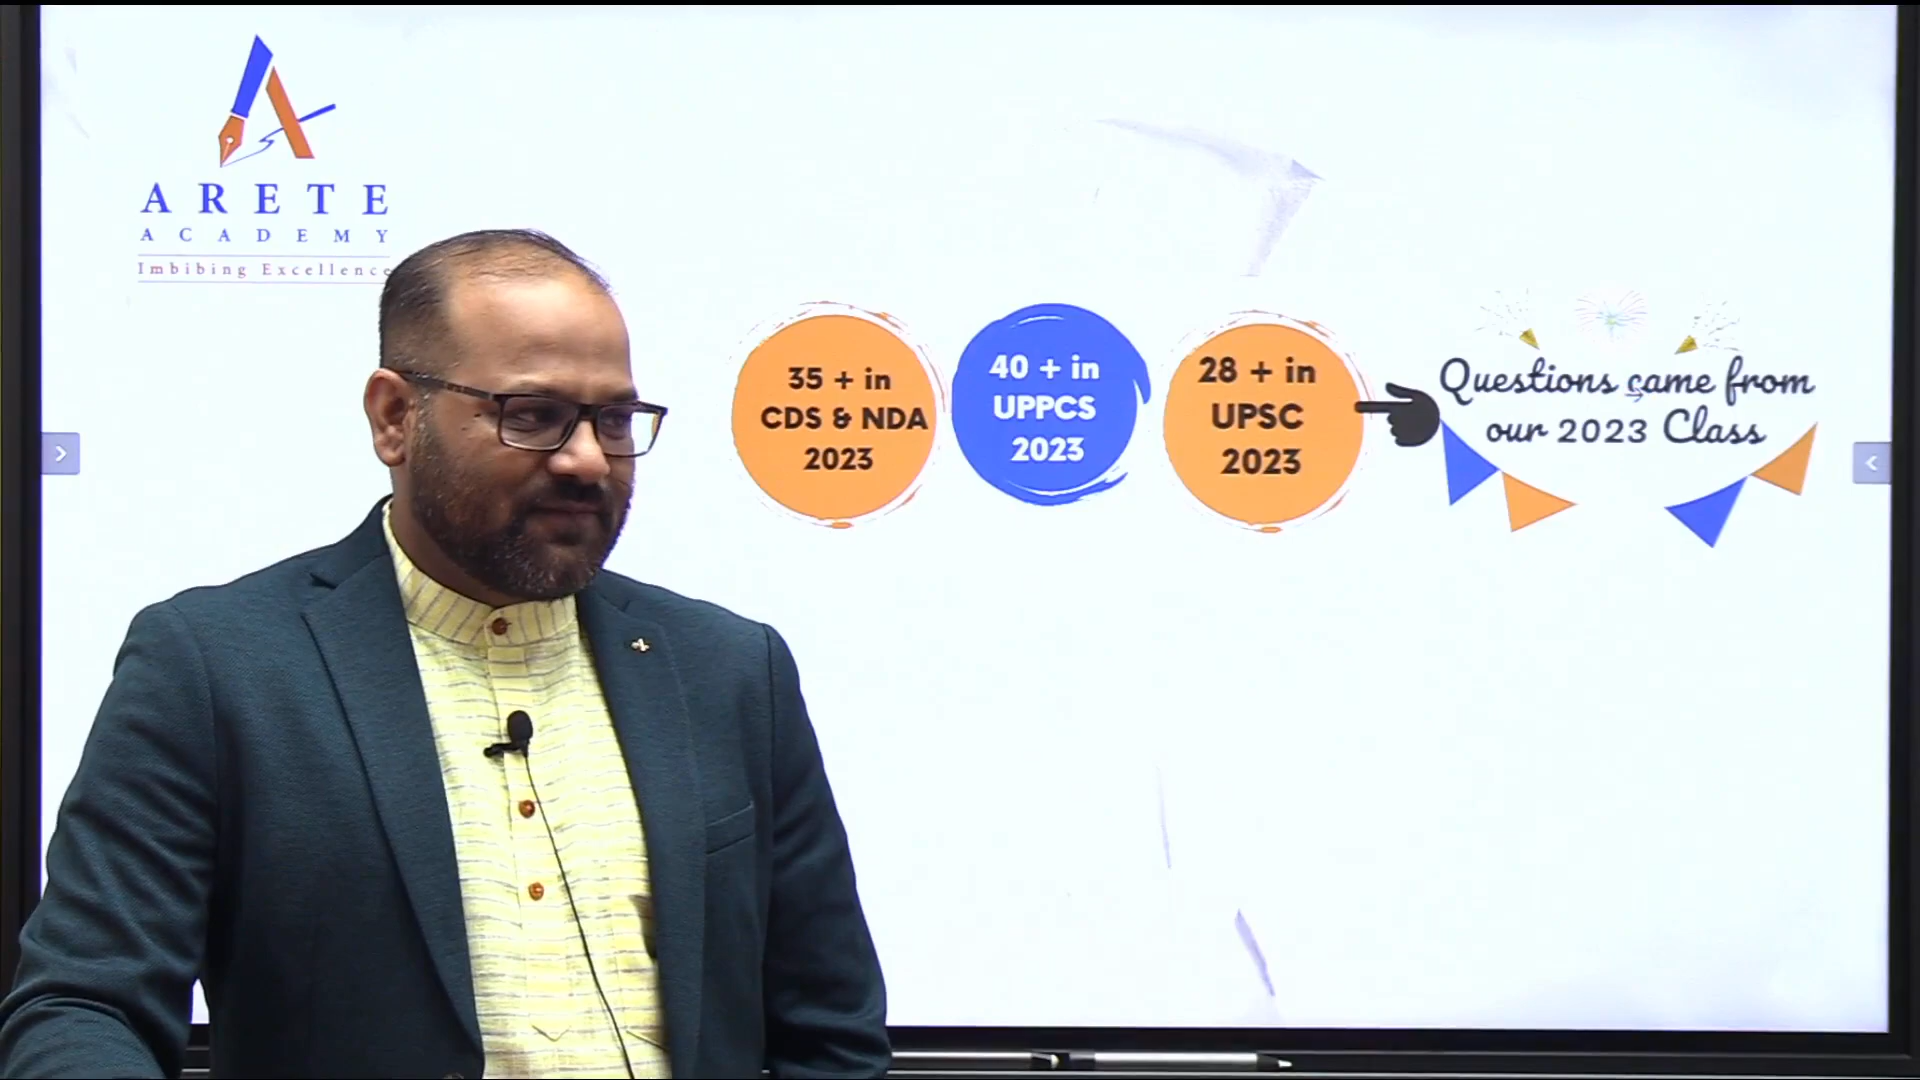 ARETE
ACADEMY
Imbibing Excellence
35 + in
CDS & NDA
2023
40 + in
UPPCS
2023
28 + in
UPSC
2023
Questions came from
our 2023 Class